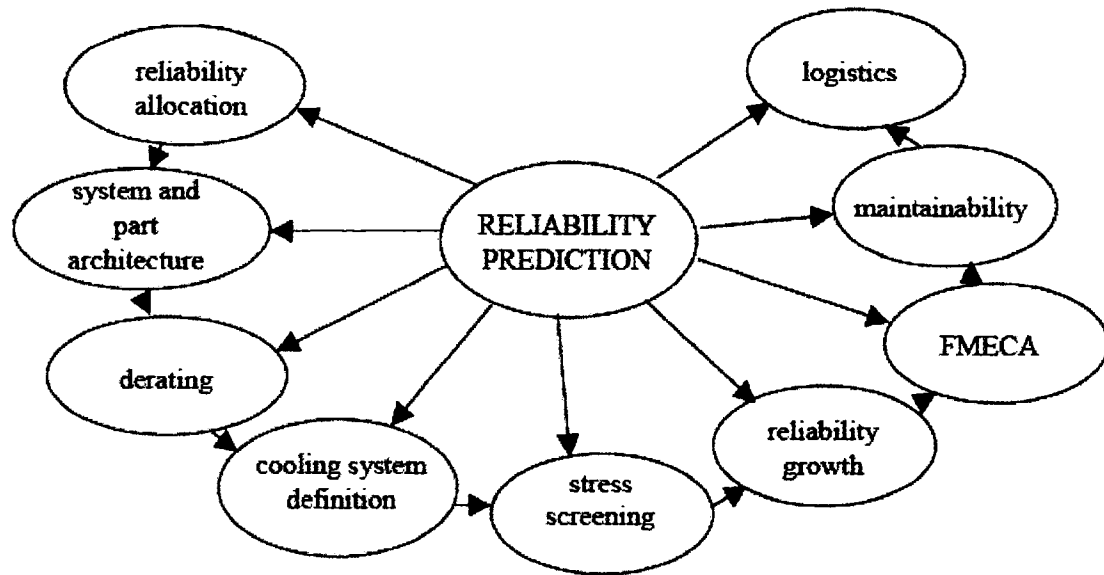 reliability
allocation
system and
part
architecture
derating
cooling system
definition
stress
screening
reliability
growth
FMECA
maintainability
logistics
RELIABILITY
PREDICTION